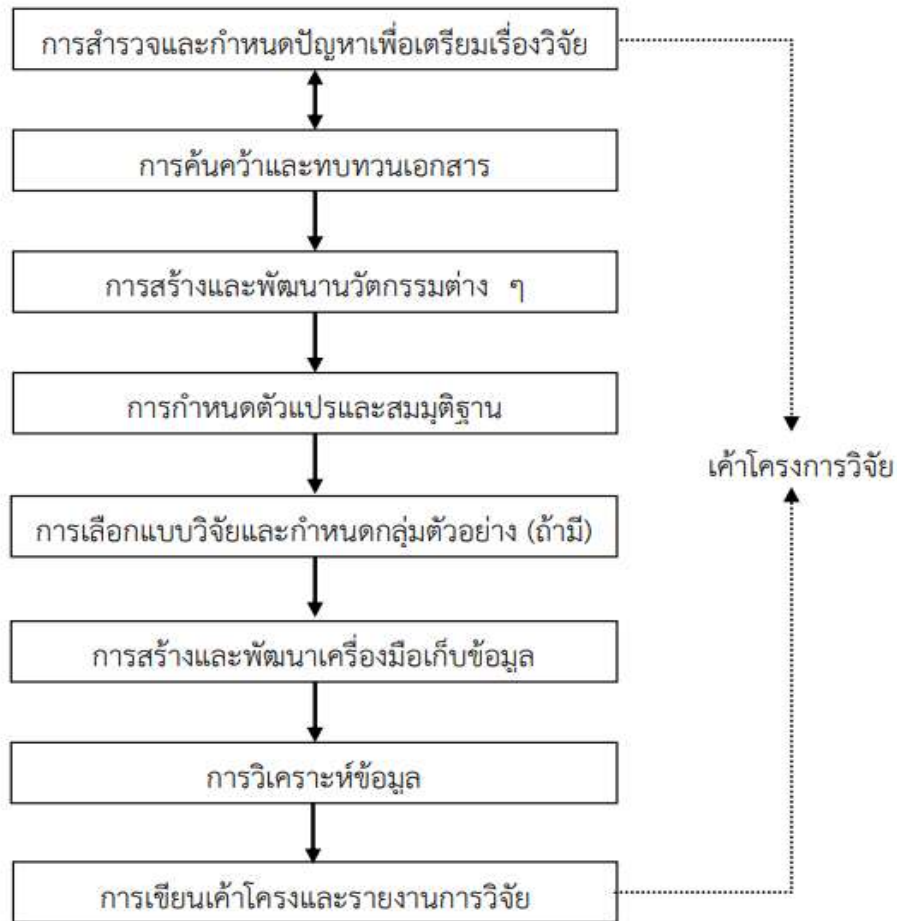 การสำรวจและกำหนดปัญหาเพื่อเตรียมเรื่องวิจัย
การค้นคว้าและทบทวนเอกสาร
การสร้างและพัฒนานวัตกรรมต่าง ๆ
การกำหนดตัวแปรและสมมุติฐาน
เค้าโครงการวิจัย
การเลือกแบบวิจัยและกำหนดกลุ่มตัวอย่าง (ถ้ามี)
การสร้างและพัฒนาเครื่องมือเก็บข้อมูล
การวิเคราะห์ข้อมูล
การเขียนเค้าโครงและรายงานการวิจัย